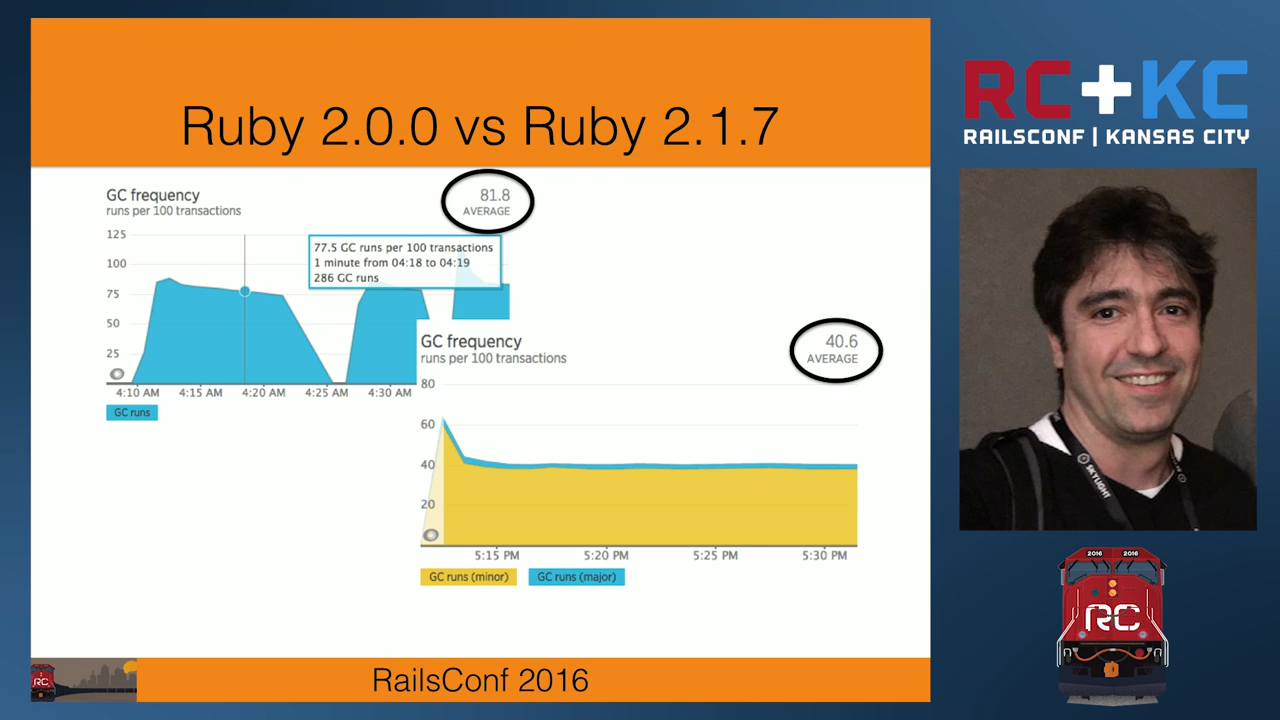 Ruby 2.0.0 vs Ruby 2.1.7
GC frequency
runs per 100 transactions
81.8
AVERAGE
125
100
75
50
25
77.5 GC runs per 100 transactions
1 minute from 04:18 to 04:19
286 GC runs
4:10 AM 4:15 AM 4:20 AM 4:25 AM 4:30 AM
GC runs
GC frequency
runs per 100 transactions
40.6
AVERAGE
80
60
40
20
5:15 PM 5:20 PM 5:25 PM 5:30 PM
GC runs (minor) GC runs (major)
RC
RailsConf 2016
RC+KC
RAILSCONF | KANSAS CITY
SKYLIGHT
2016 2016
RC